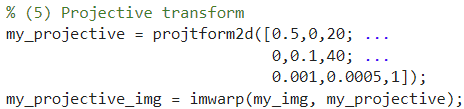 % (5) Projective transform
my_projective = projtform2d([0.5,0,20; ...
0,0.1,40; ...
0.001,0.0005,1]);
my_projective_img = imwarp(my_img, my_projective);